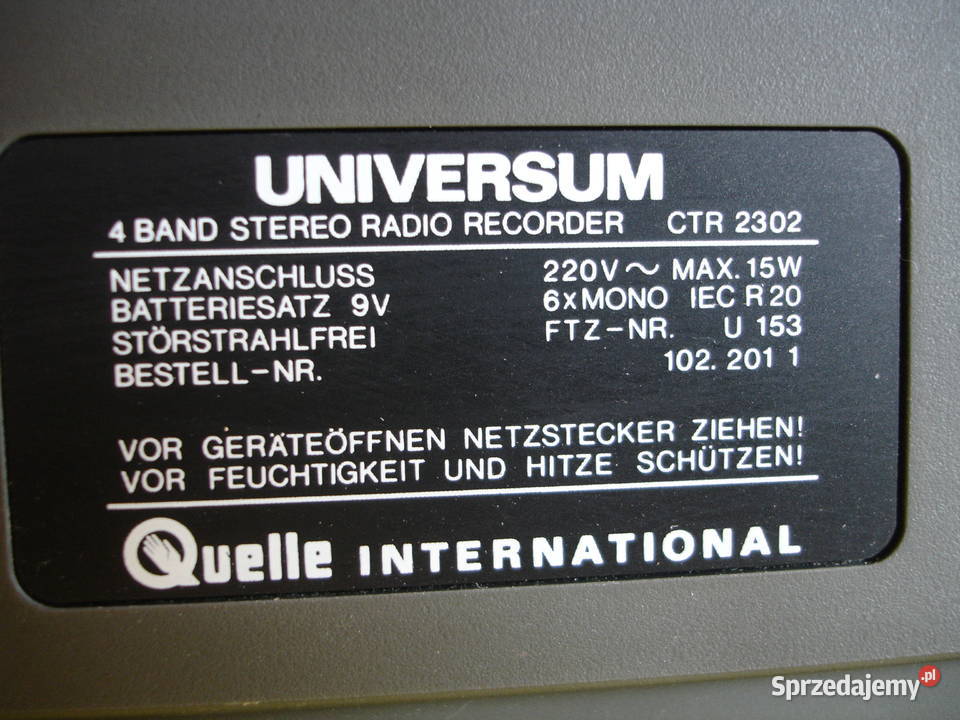 UNIVERSUM
4 BAND STEREO RADIO RECORDER CTR 2302
NETZANSCHLUSS 220V~ MAX. 15W
BATTERIESATZ 9V 6xMONO IEC R20
STÖRSTRAHLFREI FTZ-NR. U 153
BESTELL-NR. 102. 201 1
VOR GERÄTEÖFFNEN NETZSTECKER ZIEHEN!
VOR FEUCHTIGKEIT UND HITZE SCHÜTZEN!
Quelle INTERNATIONAL
Sprzedajemy.pl